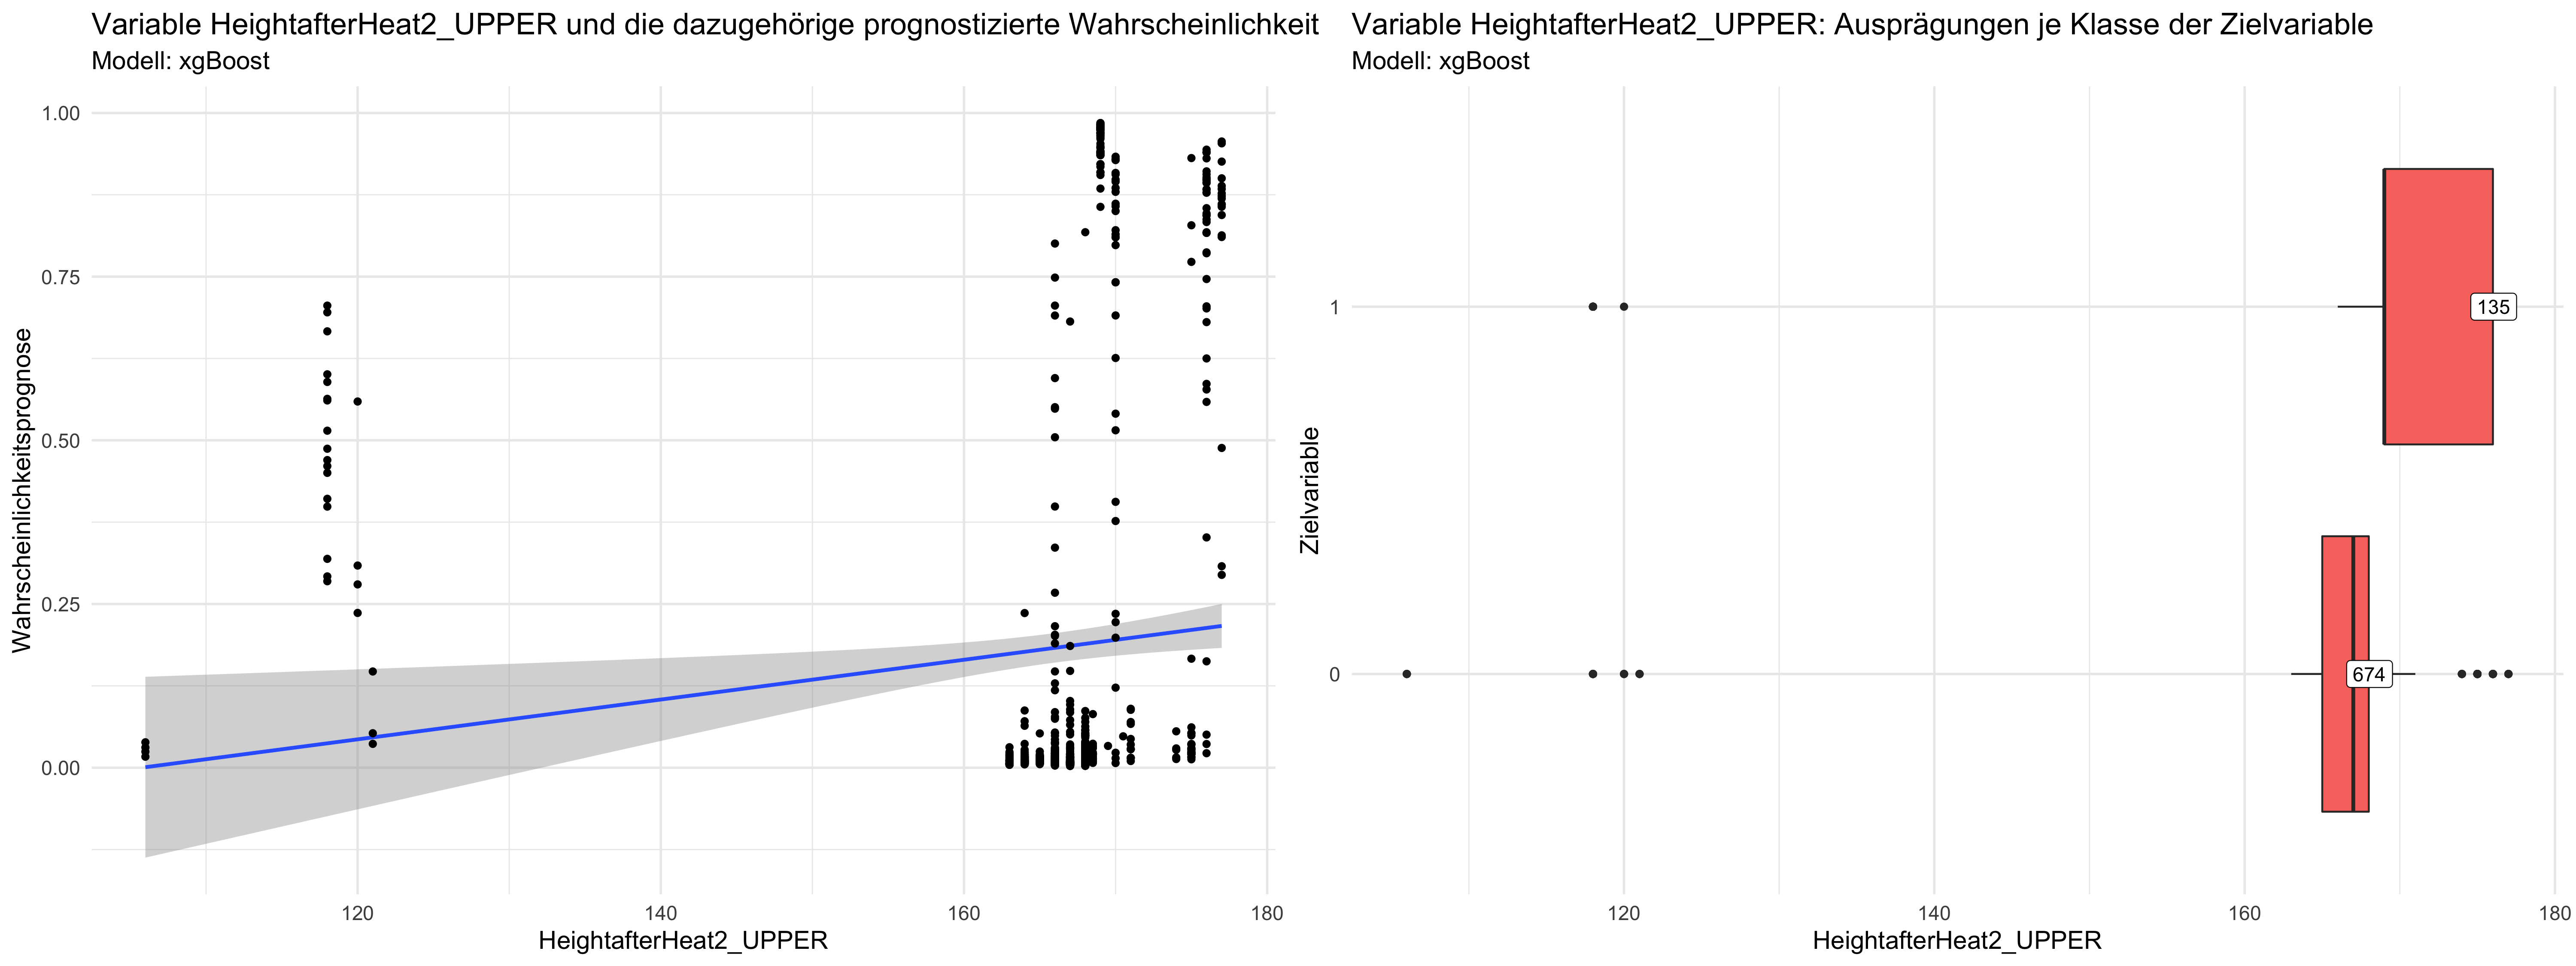 Variable HeightafterHeat2_UPPER und die dazugehörige prognostizierte Wahrscheinlichkeit
Modell: xgBoost
Wahrscheinlichkeitsprognose
1.00
0.75
0.50
0.25
0.00
120
140
160
180
HeightafterHeat2_UPPER
Variable HeightafterHeat2_UPPER: Ausprägungen je Klasse der Zielvariable
Modell: xgBoost
Zielvariable
1
135
0
674
120
140
160
180
HeightafterHeat2_UPPER